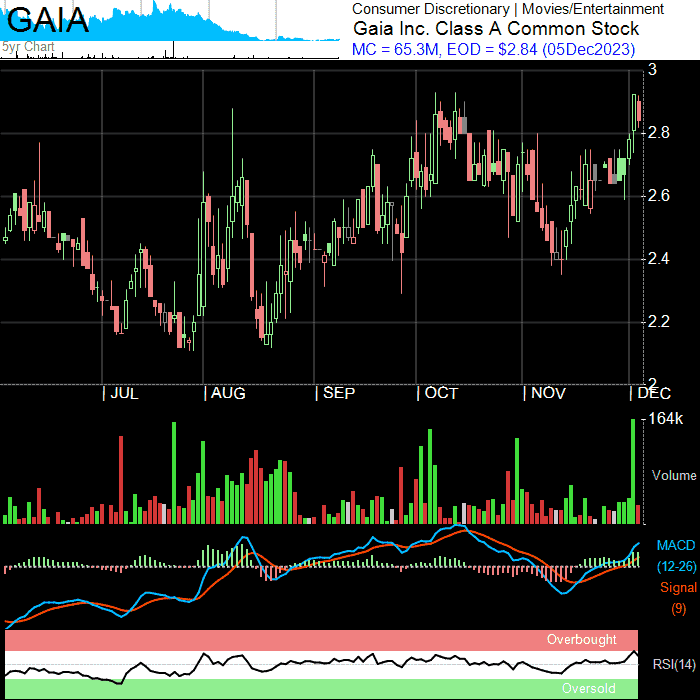 GAIA
5yr Chart
Consumer Discretionary | Movies/Entertainment
Gaia Inc. Class A Common Stock
MC = 65.3M, EOD = $2.84 (05Dec2023)
3
2.8
2.6
2.4
2.2
2
| JUL | AUG | SEP | OCT | NOV | DEC
164k
Volume
MACD
(12-26)
Signal
(9)
Overbought
RSI(14)
Oversold